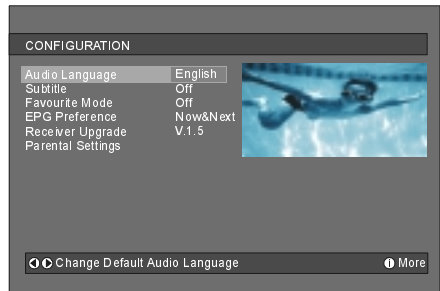 CONFIGURATION
Audio Language English
Subtitle Off
Favourite Mode Off
EPG Preference Now&Next
Receiver Upgrade V.1.5
Parental Settings
Change Default Audio Language i More